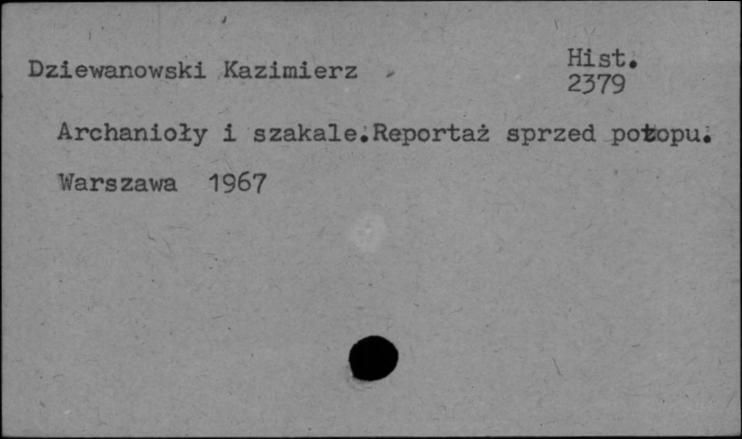 Dziewanowski Kazimierz
Hist.
2379
Archanioły i szakale.Reportaż sprzed potopu.
Warszawa 1967